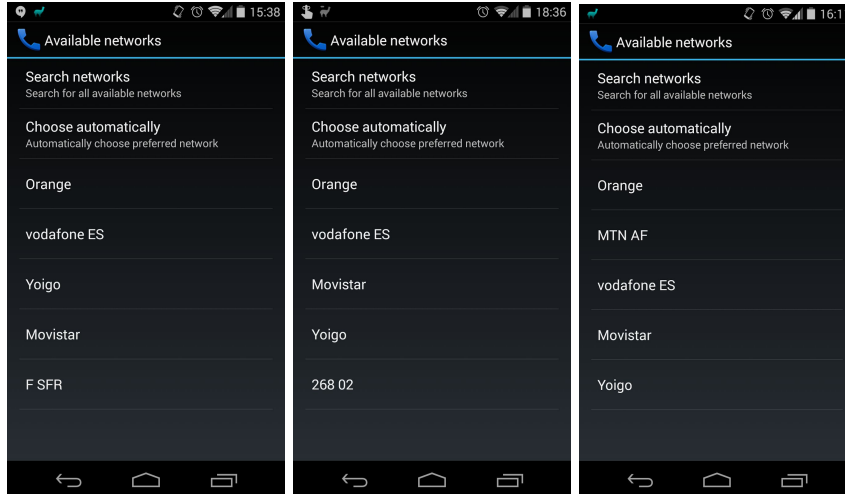 15:38
Available networks
Search networks
Search for all available networks
Choose automatically
Automatically choose preferred network
Orange
vodafone ES
Yoigo
Movistar
F SFR
18:36
Available networks
Search networks
Search for all available networks
Choose automatically
Automatically choose preferred network
Orange
vodafone ES
Movistar
Yoigo
268 02
16:1
Available networks
Search networks
Search for all available networks
Choose automatically
Automatically choose preferred network
Orange
MTN AF
vodafone ES
Movistar
Yoigo